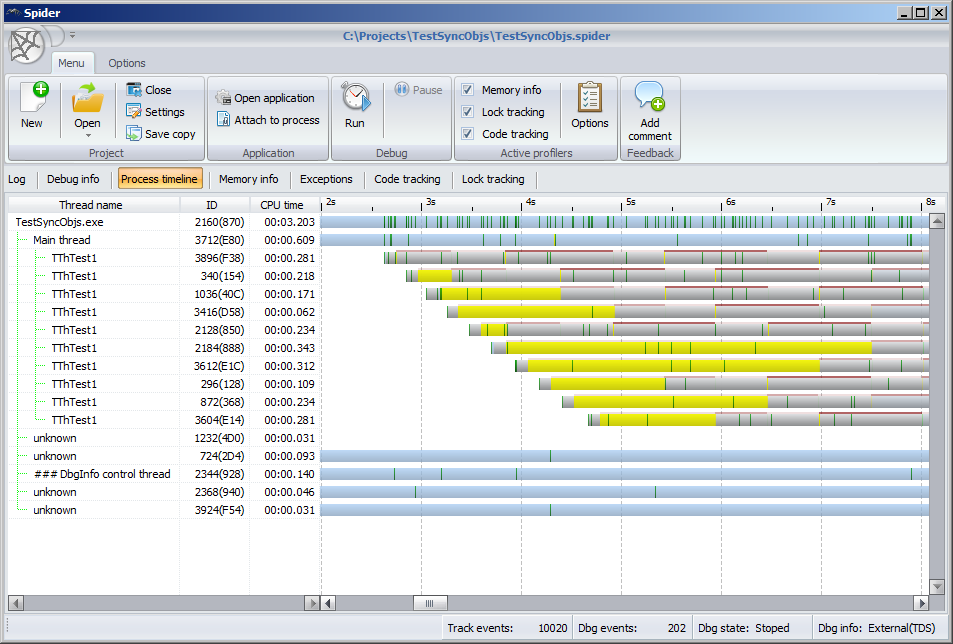 Spider
C:\Projects\TestSyncObjs\TestSyncObjs.spider
Menu Options
New
Open
Close
Settings
Save copy
Project
Open application
Attach to process
Application
Run
Pause
Debug
Memory info
Lock tracking
Code tracking
Options
Active profilers
Add comment
Feedback
Log Debug info Process timeline Memory info Exceptions Code tracking Lock tracking
Thread name ID CPU time 2s 3s 4s 5s 6s 7s 8s
TestSyncObjs.exe 2160(870) 00:03.203
Main thread 3712(E80) 00:00.609
TThTest1 3896(F38) 00:00.281
TThTest1 340(154) 00:00.218
TThTest1 1036(40C) 00:00.171
TThTest1 3416(D58) 00:00.062
TThTest1 2128(850) 00:00.234
TThTest1 2184(888) 00:00.343
TThTest1 3612(E1C) 00:00.312
TThTest1 296(128) 00:00.109
TThTest1 872(368) 00:00.234
TThTest1 3604(E14) 00:00.281
unknown 1232(4D0) 00:00.031
unknown 724(2D4) 00:00.093
### DbgInfo control thread 2344(928) 00:00.140
unknown 2368(940) 00:00.046
unknown 3924(F54) 00:00.031
Track events: 10020 Dbg events: 202 Dbg state: Stoped Dbg info: External(TDS)